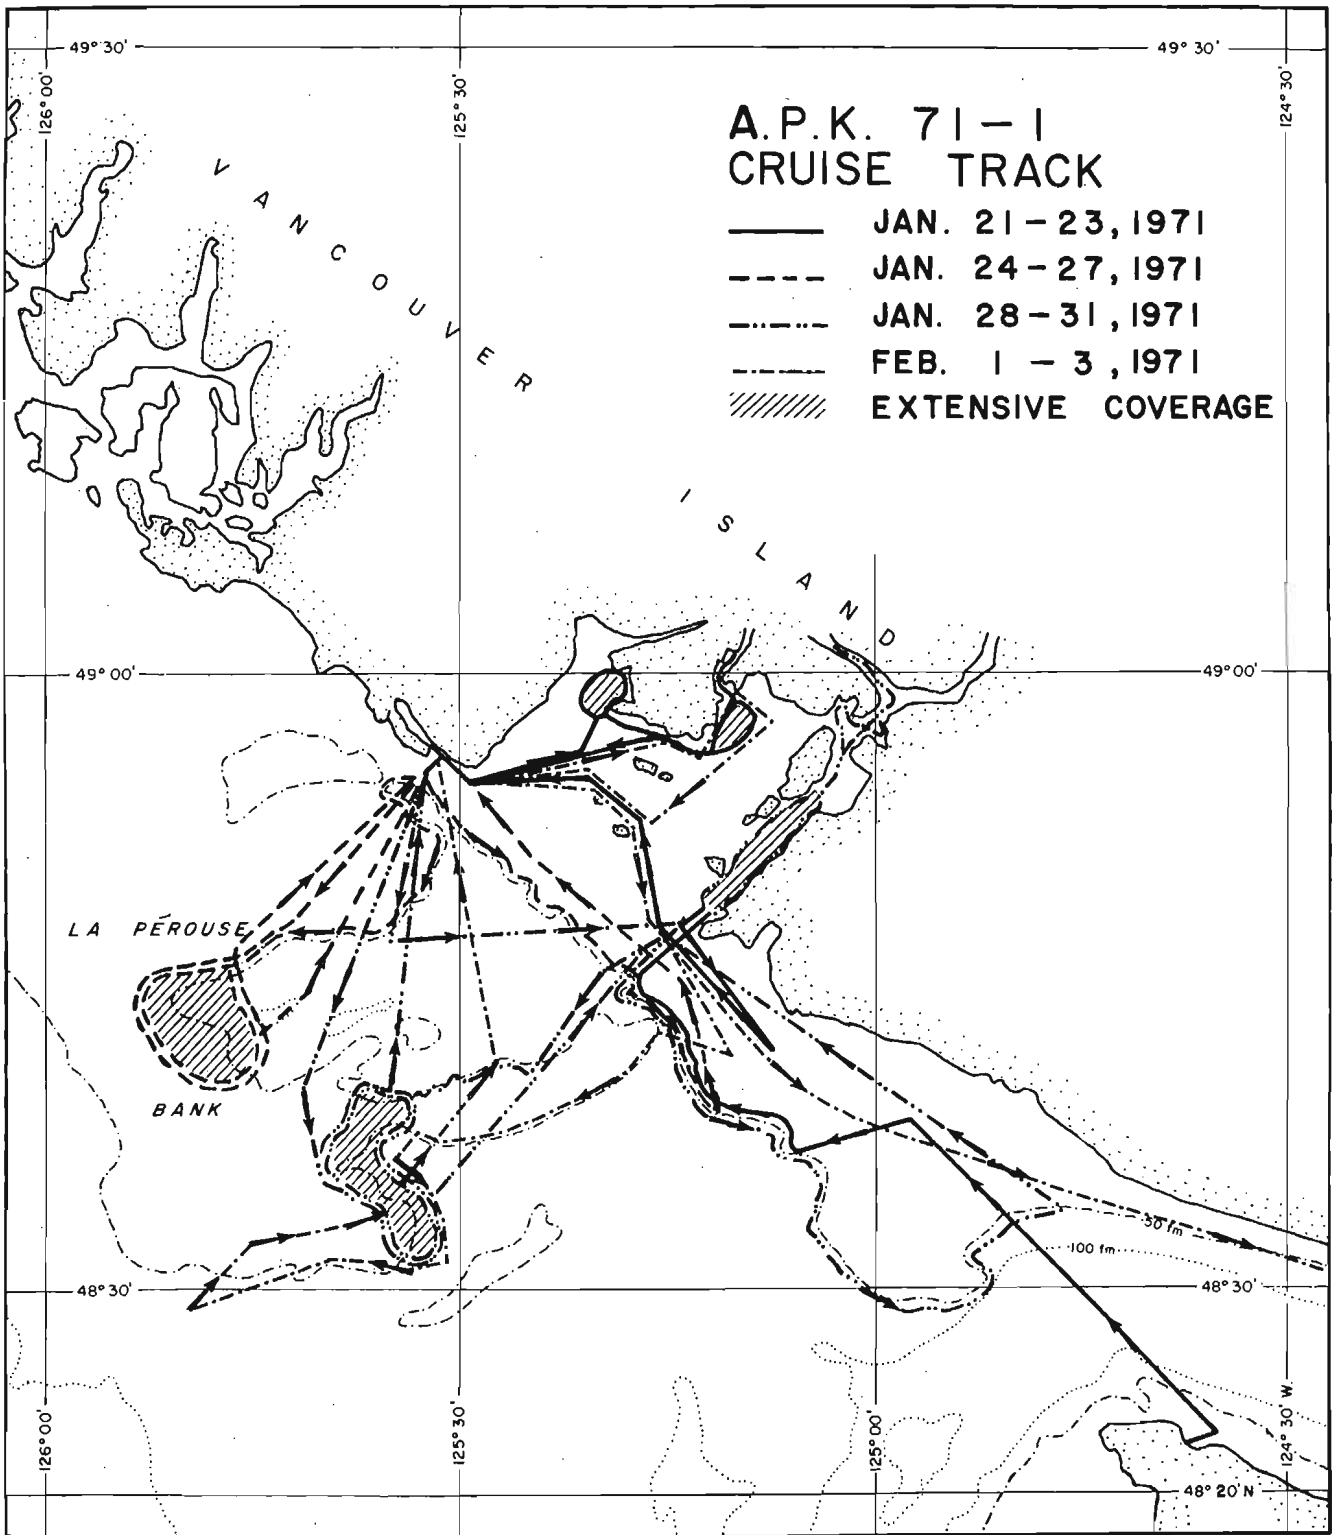 49° 30'
49° 30'
126° 00'
125° 30'
124° 30'
A.P.K. 71-1
CRUISE TRACK
JAN. 21-23, 1971
JAN. 24-27, 1971
JAN. 28-31, 1971
FEB. 1 - 3, 1971
EXTENSIVE COVERAGE
VANCOUVER
ISLAND
49° 00'
49° 00'
LA PÉROUSE
BANK
50 fm
100 fm
48° 30'
48° 30'
126° 00'
125° 30'
125° 00'
124° 30' W
48° 20' N